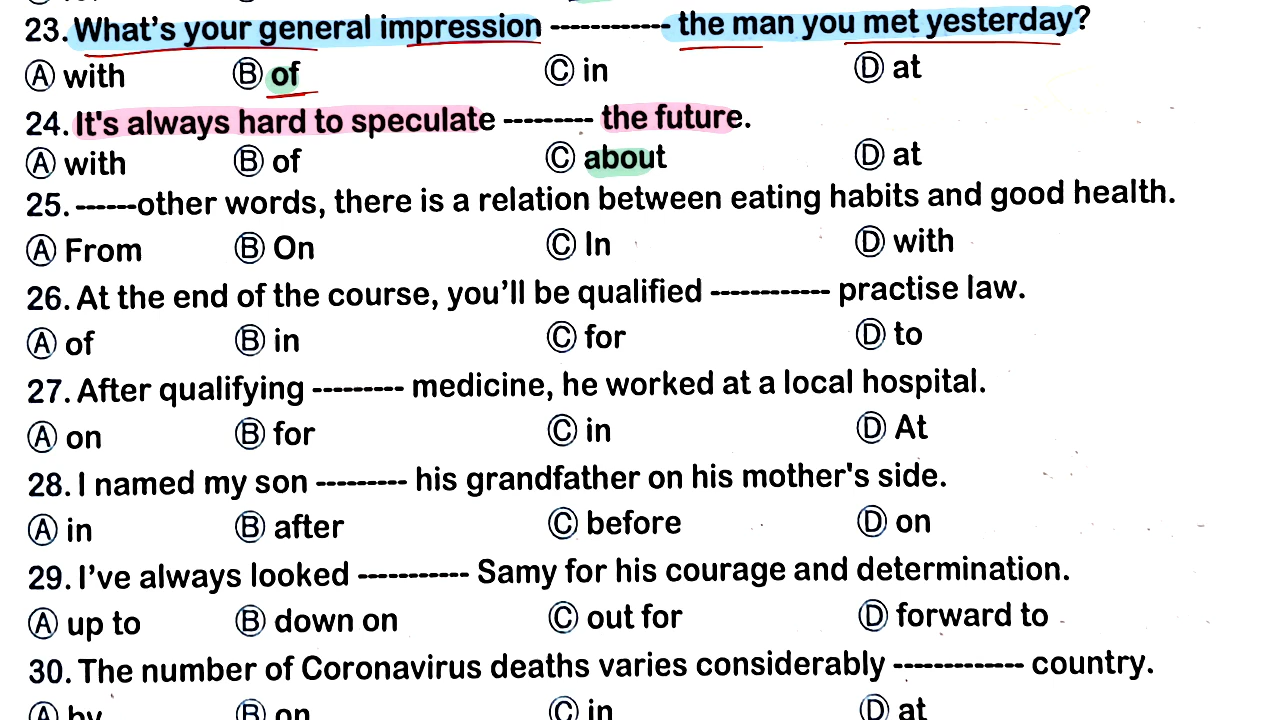 23. What's your general impression ------------ the man you met yesterday?
Ⓐ with Ⓑ of Ⓒ in Ⓓ at
24. It's always hard to speculate --------- the future.
Ⓐ with Ⓑ of Ⓒ about Ⓓ at
25. ------other words, there is a relation between eating habits and good health.
Ⓐ From Ⓑ On Ⓒ In Ⓓ with
26. At the end of the course, you'll be qualified ------------ practise law.
Ⓐ of Ⓑ in Ⓒ for Ⓓ to
27. After qualifying --------- medicine, he worked at a local hospital.
Ⓐ on Ⓑ for Ⓒ in Ⓓ At
28. I named my son --------- his grandfather on his mother's side.
Ⓐ in Ⓑ after Ⓒ before Ⓓ on
29. I've always looked ----------- Samy for his courage and determination.
Ⓐ up to Ⓑ down on Ⓒ out for Ⓓ forward to
30. The number of Coronavirus deaths varies considerably ------------- country.
Ⓐ by Ⓑ on Ⓒ in Ⓓ at